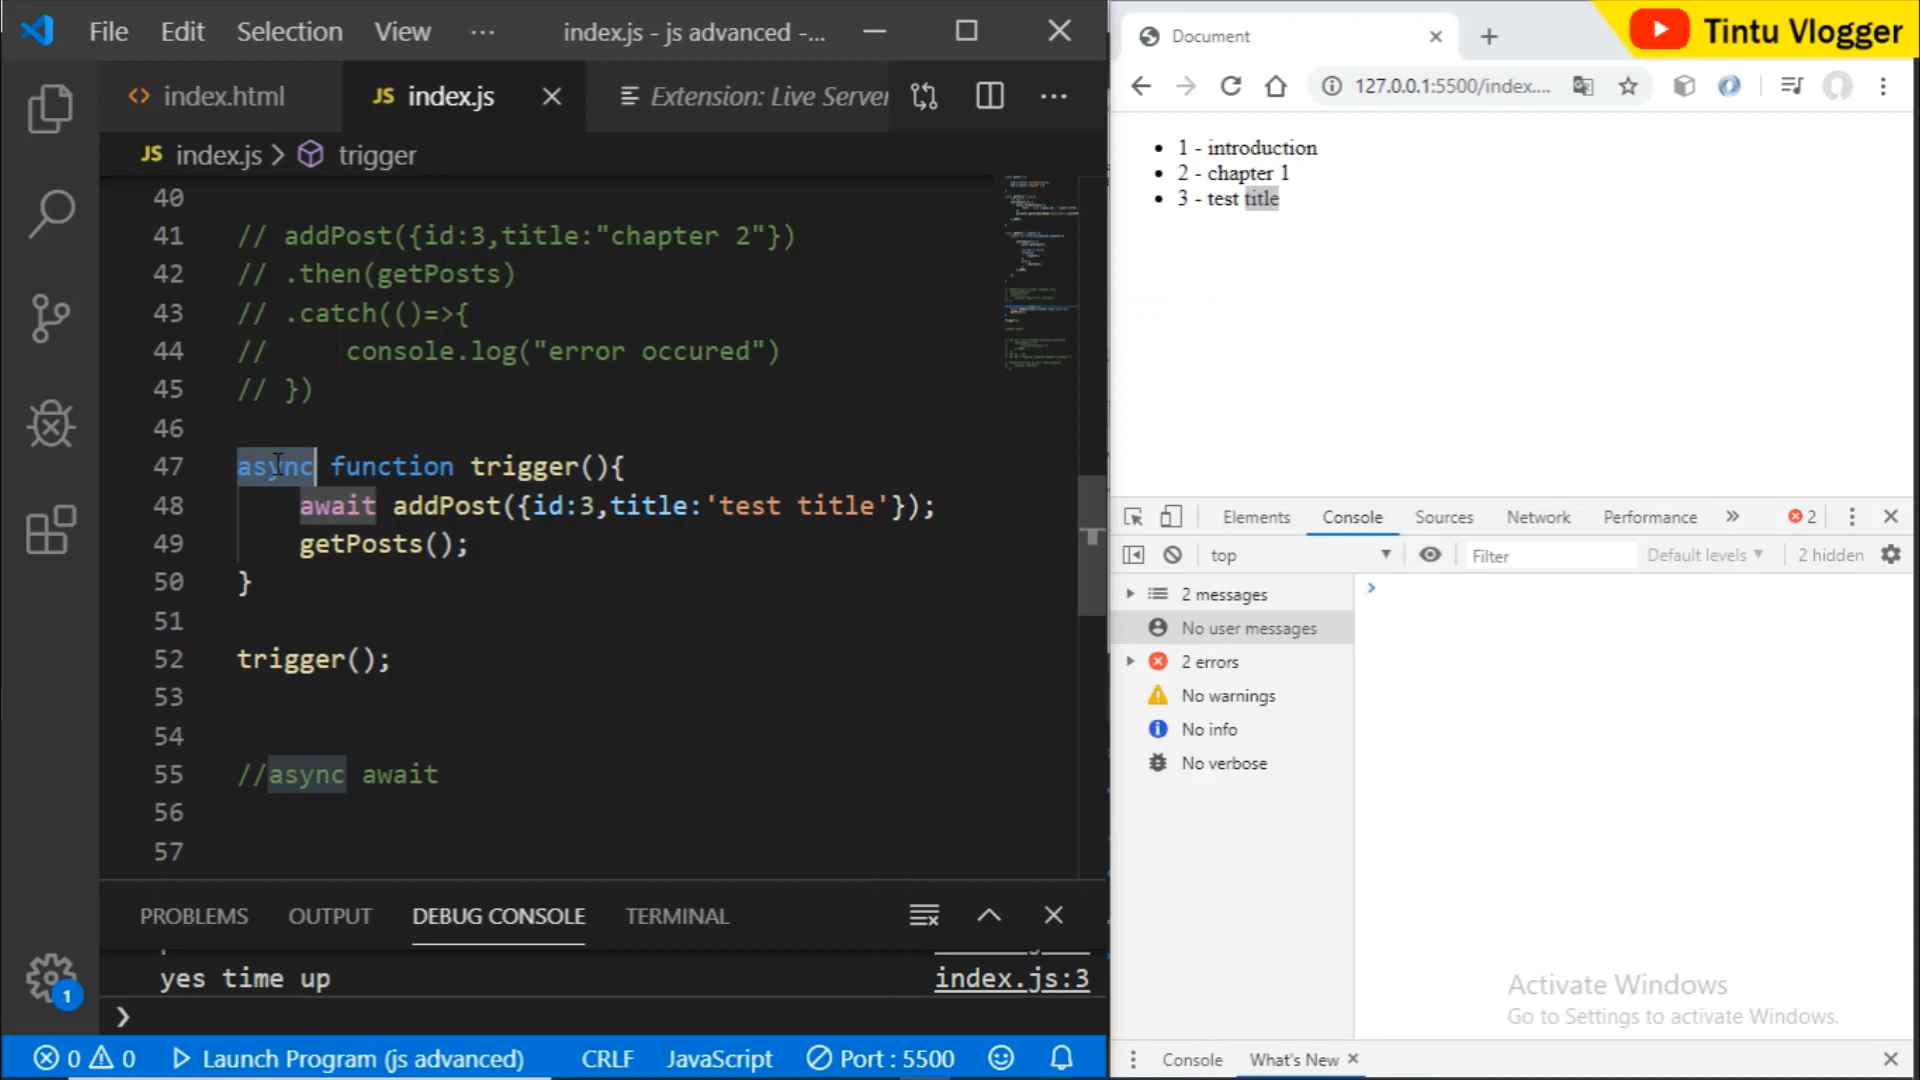 File Edit Selection View ··· index.js - js advanced -...
index.html JS index.js Extension: Live Server
JS index.js > trigger
40
41 // addPost({id:3,title:"chapter 2"})
42 // .then(getPosts)
43 // .catch(()=>{
44 //     console.log("error occured")
45 // })
46
47 async function trigger(){
48     await addPost({id:3,title:'test title'});
49     getPosts();
50 }
51
52 trigger();
53
54
55 //async await
56
57
PROBLEMS OUTPUT DEBUG CONSOLE TERMINAL
yes time up index.js:3
1
0 0 Launch Program (js advanced) CRLF JavaScript Port : 5500
Document
Tintu Vlogger
127.0.0.1:5500/index....
• 1 - introduction
• 2 - chapter 1
• 3 - test title
Elements Console Sources Network Performance » 2
top Filter Default levels 2 hidden
2 messages
No user messages
2 errors
No warnings
No info
No verbose
Activate Windows
Go to Settings to activate Windows.
Console What's New